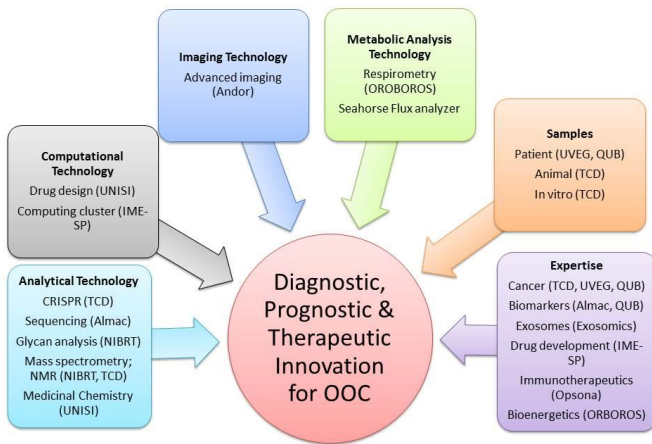 Imaging Technology
Advanced imaging
(Andor)
Metabolic Analysis
Technology
Respirometry
(OROBOROS)
Seahorse Flux analyzer
Samples
Patient (UVEG, QUB)
Animal (TCD)
In vitro (TCD)
Computational
Technology
Drug design (UNISI)
Computing cluster (IME-
SP)
Analytical Technology
CRISPR (TCD)
Sequencing (Almac)
Glycan analysis (NIBRT)
Mass spectrometry;
NMR (NIBRT, TCD)
Medicinal Chemistry
(UNISI)
Diagnostic,
Prognostic &
Therapeutic
Innovation
for OOC
Expertise
Cancer (TCD, UVEG, QUB)
Biomarkers (Almac, QUB)
Exosomes (Exosomics)
Drug development (IME-
SP)
Immunotherapeutics
(Opsona)
Bioenergetics (ORBOROS)